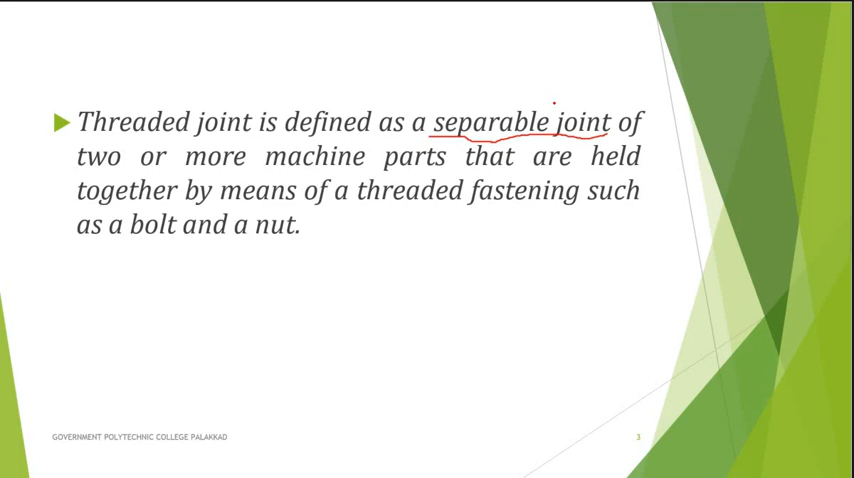 Threaded joint is defined as a separable joint of
two or more machine parts that are held
together by means of a threaded fastening such
as a bolt and a nut.
GOVERNMENT POLYTECHNIC COLLEGE PALAKKAD
3